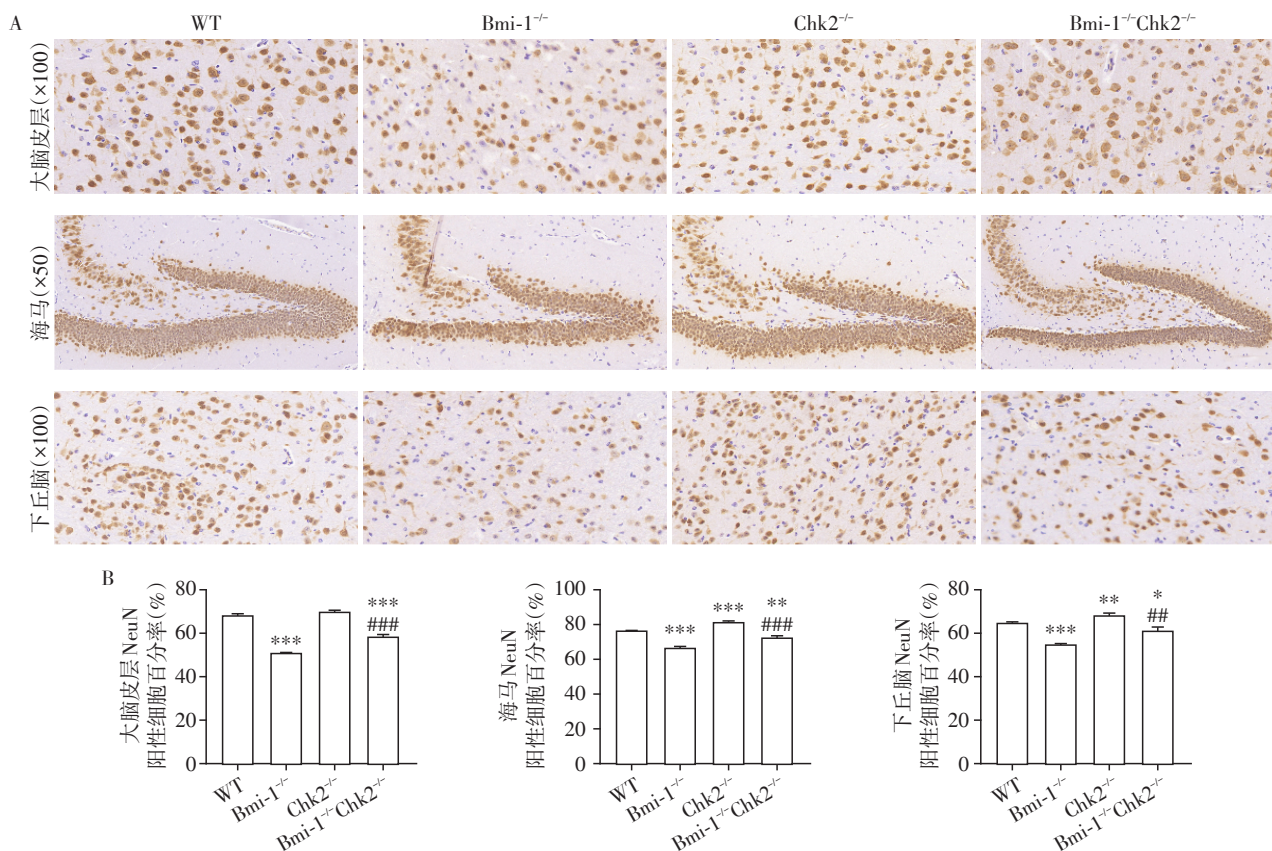 A
WT
Bmi-1⁻/⁻
Chk2⁻/⁻
Bmi-1⁻/⁻Chk2⁻/⁻
大脑皮层(×100)
海马(×50)
下丘脑(×100)
B
大脑皮层NeuN
阳性细胞百分率(%)
80
60
40
20
0
***
***
###
WT
Bmi-1⁻/⁻
Chk2⁻/⁻
Bmi-1⁻/⁻Chk2⁻/⁻
海马NeuN
阳性细胞百分率(%)
100
80
60
40
20
0
***
***
**
###
WT
Bmi-1⁻/⁻
Chk2⁻/⁻
Bmi-1⁻/⁻Chk2⁻/⁻
下丘脑NeuN
阳性细胞百分率(%)
80
60
40
20
0
***
**
*
##
WT
Bmi-1⁻/⁻
Chk2⁻/⁻
Bmi-1⁻/⁻Chk2⁻/⁻